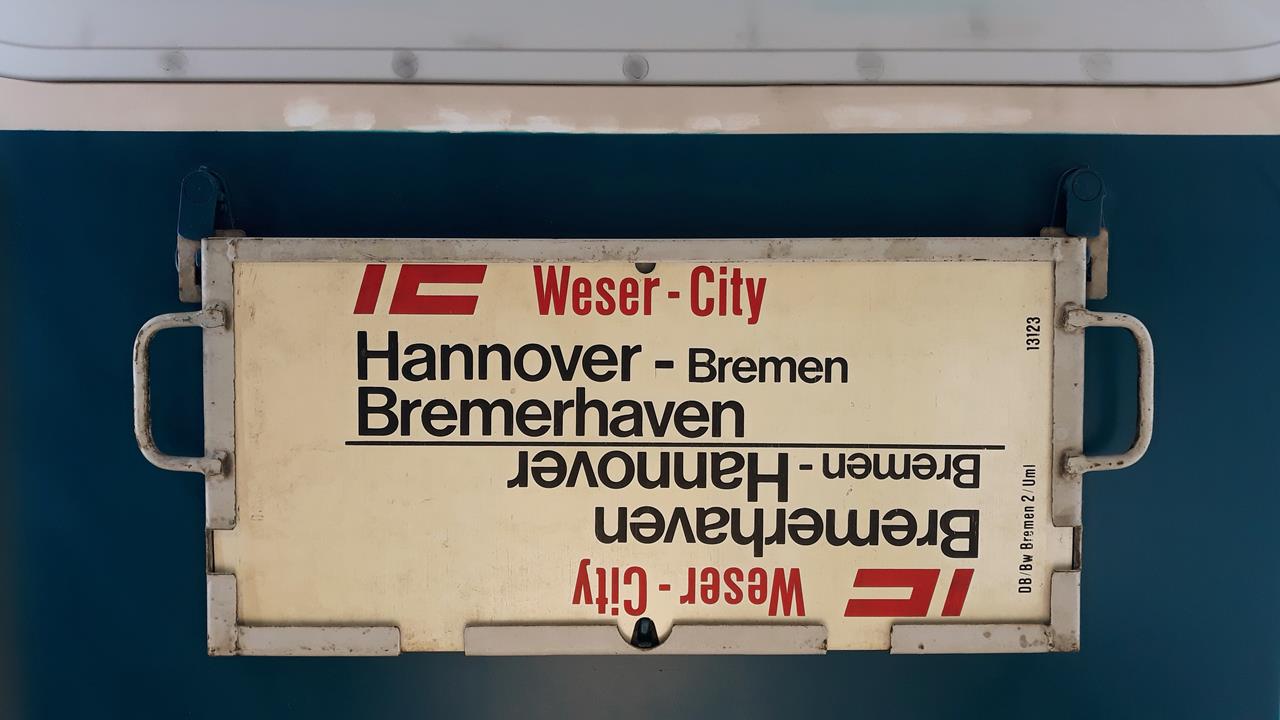 IC Weser - City
Hannover - Bremen
Bremerhaven
13123
DB/Bw Bremen 2/Uml
IC Weser - City
Bremerhaven
Bremen - Hannover